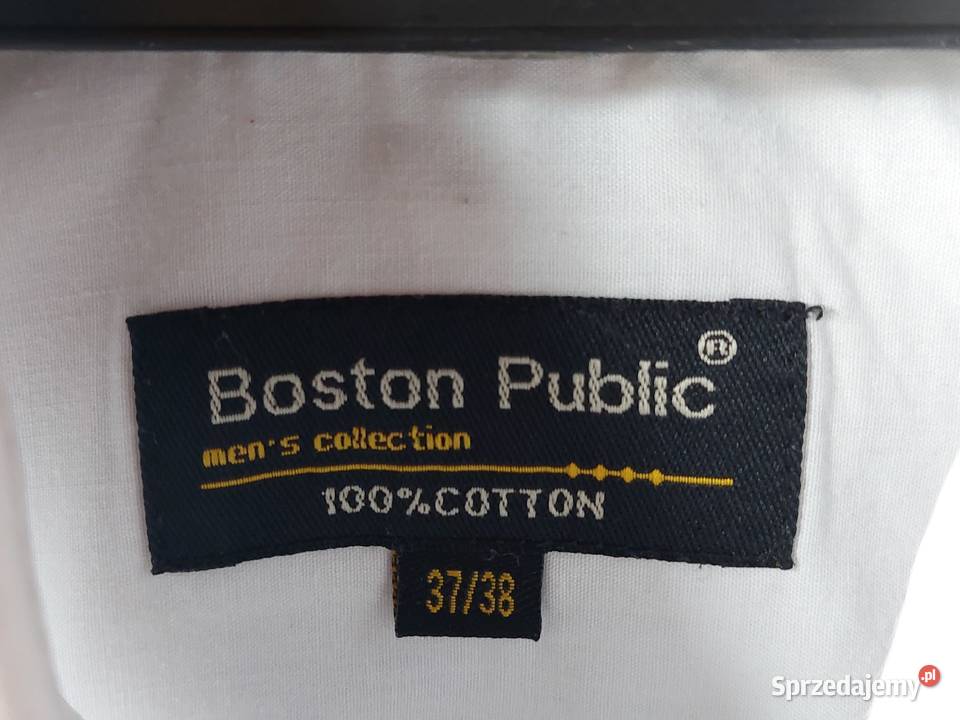 Boston Public®
men's collection
100%COTTON
37/38
Sprzedajemy.pl